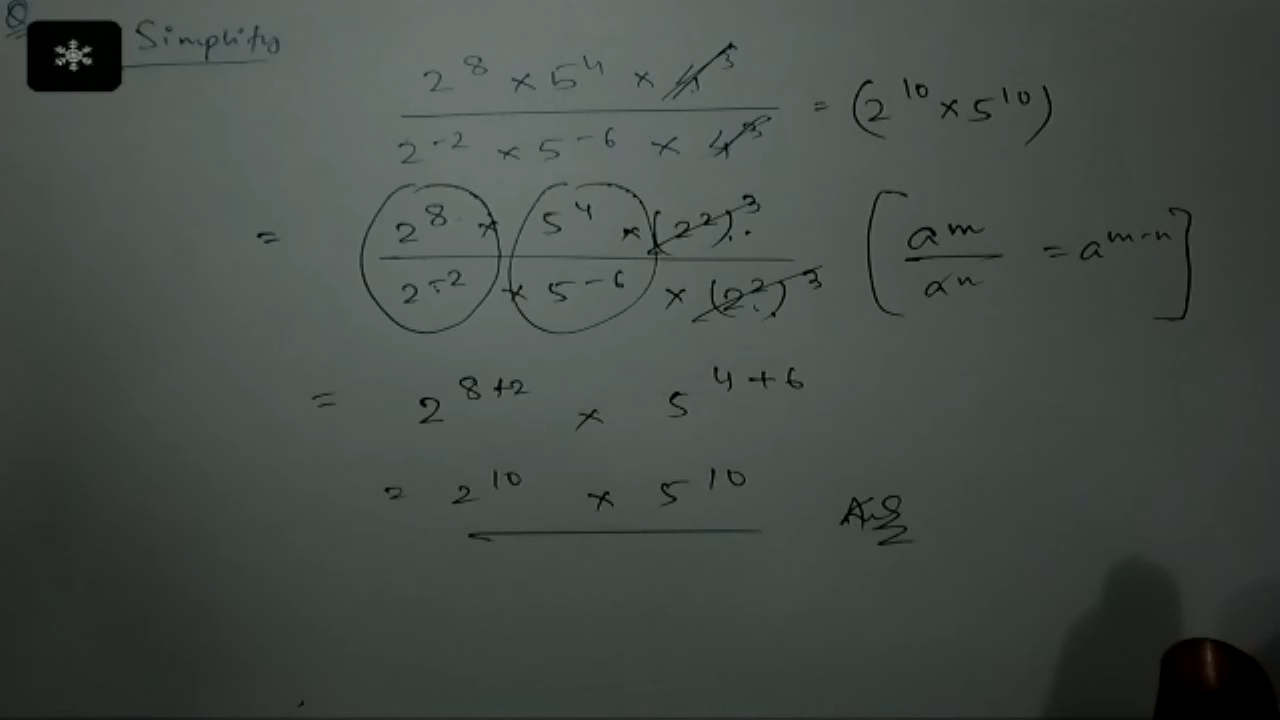 Q
Simplify
2^8 × 5^4 × 4^3
2^-2 × 5^-6 × 4^3 = (2^10 × 5^10)
= 2^8 × 5^4 × (2^2)^3
2^-2 × 5^-6 × (2^2)^3 [a^m / a^n = a^m-n]
= 2^8+2 × 5^4+6
= 2^10 × 5^10 Ans